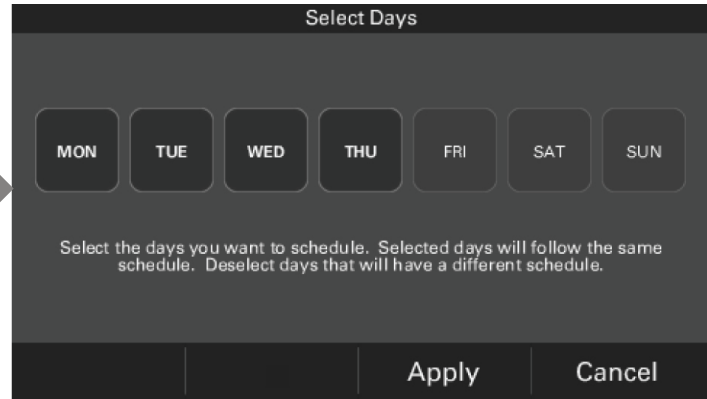 Select Days
MON TUE WED THU FRI SAT SUN
Select the days you want to schedule. Selected days will follow the same
schedule. Deselect days that will have a different schedule.
Apply Cancel